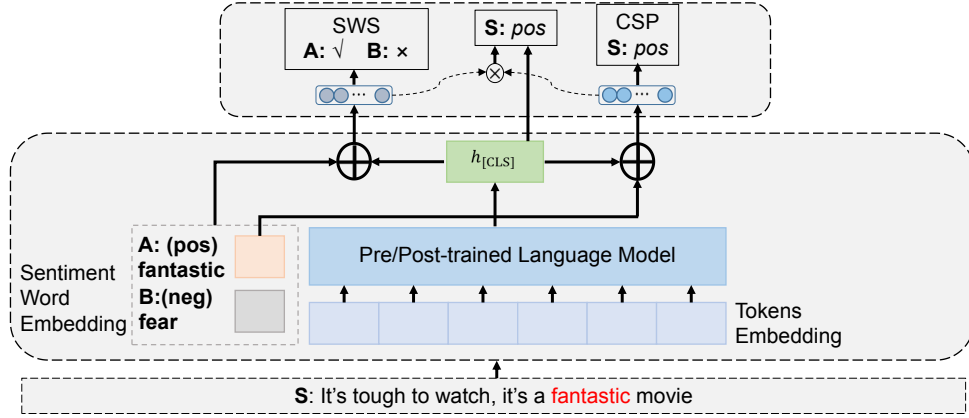 SWS
A: √ B: ×
S: pos
CSP
S: pos
...
...
h[CLS]
A: (pos)
fantastic
B:(neg)
fear
Sentiment
Word
Embedding
Pre/Post-trained Language Model
Tokens
Embedding
S: It's tough to watch, it's a fantastic movie